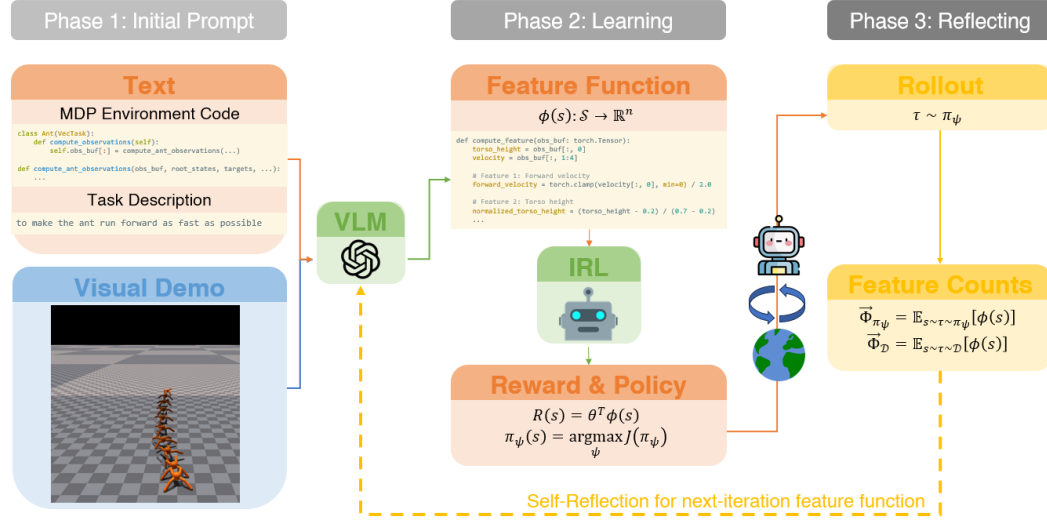 Phase 1: Initial Prompt
Text
MDP Environment Code
class Ant(VecTask):
    def compute_observations(self):
        self.obs_buf[:] = compute_ant_observations(...)
def compute_ant_observations(obs_buf, root_states, targets, ...):
    ...
Task Description
to make the ant run forward as fast as possible
Visual Demo
VLM
Phase 2: Learning
Feature Function
ϕ(s): 𝒮 → ℝⁿ
def compute_feature(obs_buf: torch.Tensor):
    torso_height = obs_buf[:, 0]
    velocity = obs_buf[:, 1:4]
    # Feature 1: Forward velocity
    forward_velocity = torch.clamp(velocity[:, 0], min=0) / 2.0
    # Feature 2: Torso height
    normalized_torso_height = (torso_height - 0.2) / (0.7 - 0.2)
    ...
IRL
Reward & Policy
R(s) = θᵀϕ(s)
π_ψ(s) = argmax J(π_ψ)
ψ
Phase 3: Reflecting
Rollout
τ ~ π_ψ
Feature Counts
Φ⃗_π_ψ = 𝔼_s~τ~π_ψ[ϕ(s)]
Φ⃗_𝒟 = 𝔼_s~τ~𝒟[ϕ(s)]
Self-Reflection for next-iteration feature function